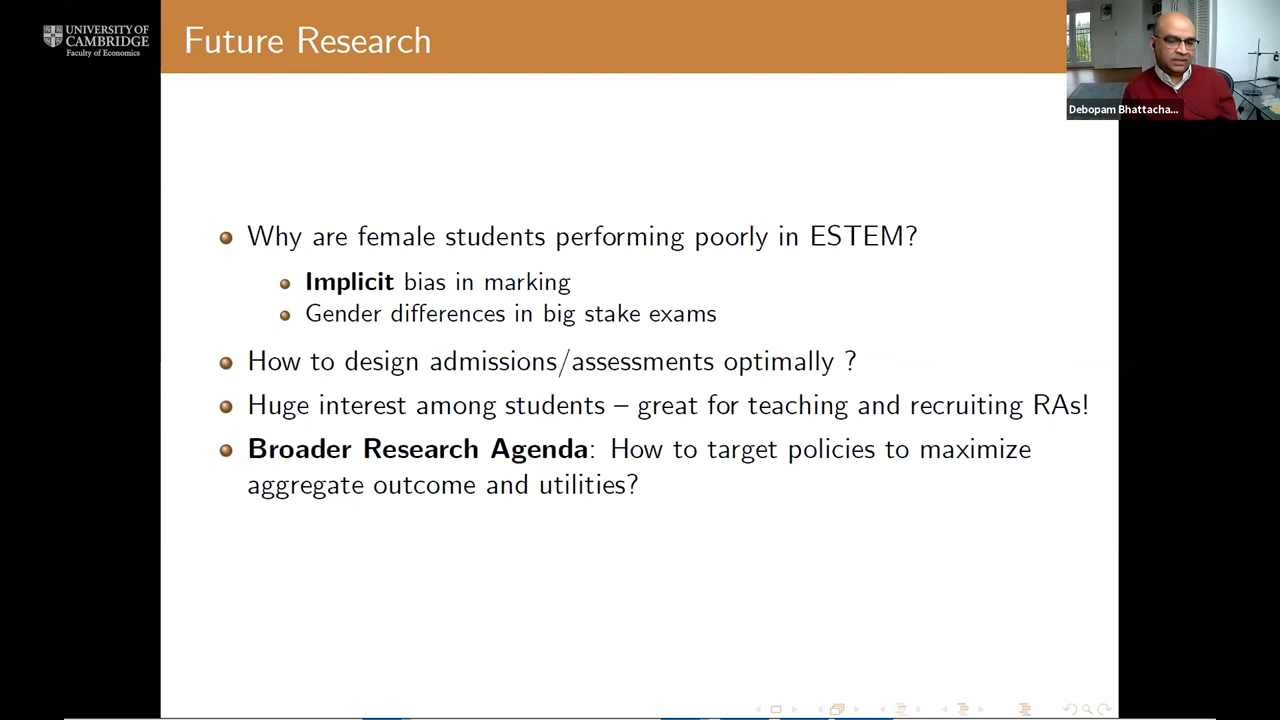 UNIVERSITY OF
CAMBRIDGE
Faculty of Economics
Future Research
Debopam Bhattacha...
Why are female students performing poorly in ESTEM?
Implicit bias in marking
Gender differences in big stake exams
How to design admissions/assessments optimally ?
Huge interest among students – great for teaching and recruiting RAs!
Broader Research Agenda: How to target policies to maximize
aggregate outcome and utilities?